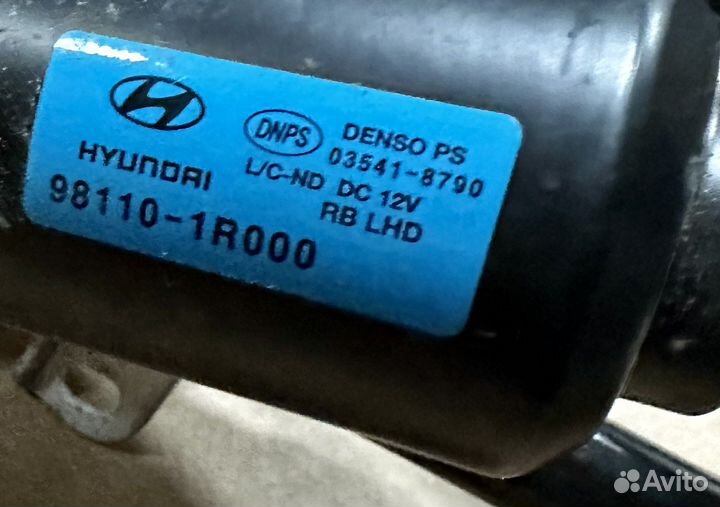 HYUNDAI
98110-1R000
DNPS
DENSO PS
03541-8790
L/C-ND DC 12V
RB LHD
Avito